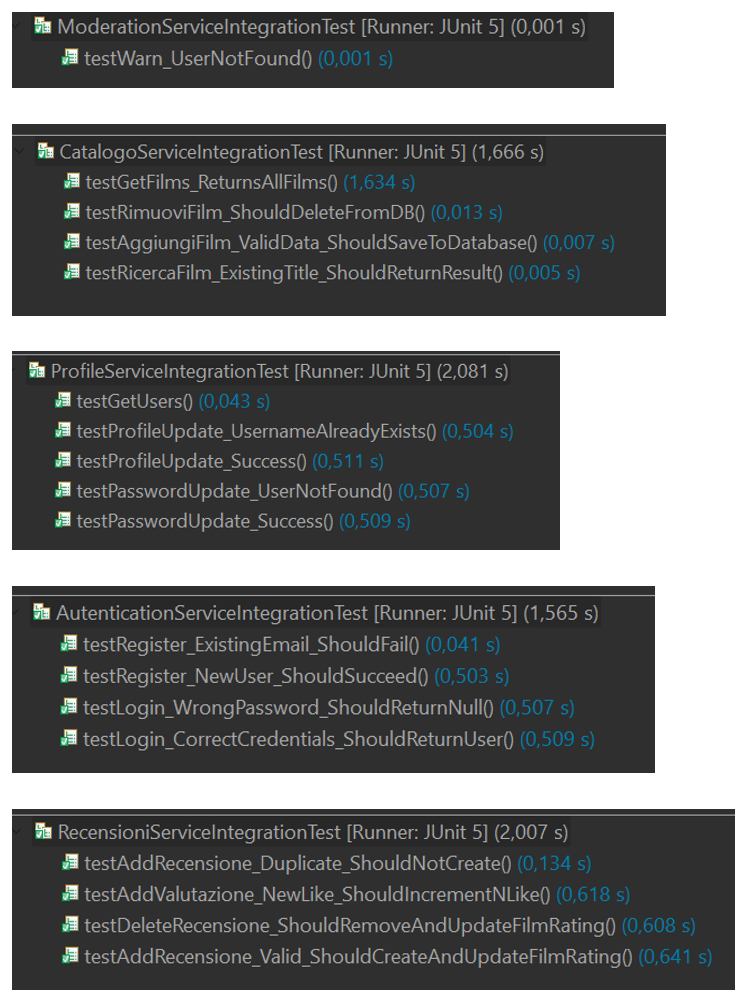 ModerationServiceIntegrationTest [Runner: JUnit 5] (0,001 s)
testWarn_UserNotFound() (0,001 s)
CatalogoServiceIntegrationTest [Runner: JUnit 5] (1,666 s)
testGetFilms_ReturnsAllFilms() (1,634 s)
testRimuoviFilm_ShouldDeleteFromDB() (0,013 s)
testAggiungiFilm_ValidData_ShouldSaveToDatabase() (0,007 s)
testRicercaFilm_ExistingTitle_ShouldReturnResult() (0,005 s)
ProfileServiceIntegrationTest [Runner: JUnit 5] (2,081 s)
testGetUsers() (0,043 s)
testProfileUpdate_UsernameAlreadyExists() (0,504 s)
testProfileUpdate_Success() (0,511 s)
testPasswordUpdate_UserNotFound() (0,507 s)
testPasswordUpdate_Success() (0,509 s)
AutenticationServiceIntegrationTest [Runner: JUnit 5] (1,565 s)
testRegister_ExistingEmail_ShouldFail() (0,041 s)
testRegister_NewUser_ShouldSucceed() (0,503 s)
testLogin_WrongPassword_ShouldReturnNull() (0,507 s)
testLogin_CorrectCredentials_ShouldReturnUser() (0,509 s)
RecensioniServiceIntegrationTest [Runner: JUnit 5] (2,007 s)
testAddRecensione_Duplicate_ShouldNotCreate() (0,134 s)
testAddValutazione_NewLike_ShouldIncrementNLike() (0,618 s)
testDeleteRecensione_ShouldRemoveAndUpdateFilmRating() (0,608 s)
testAddRecensione_Valid_ShouldCreateAndUpdateFilmRating() (0,641 s)